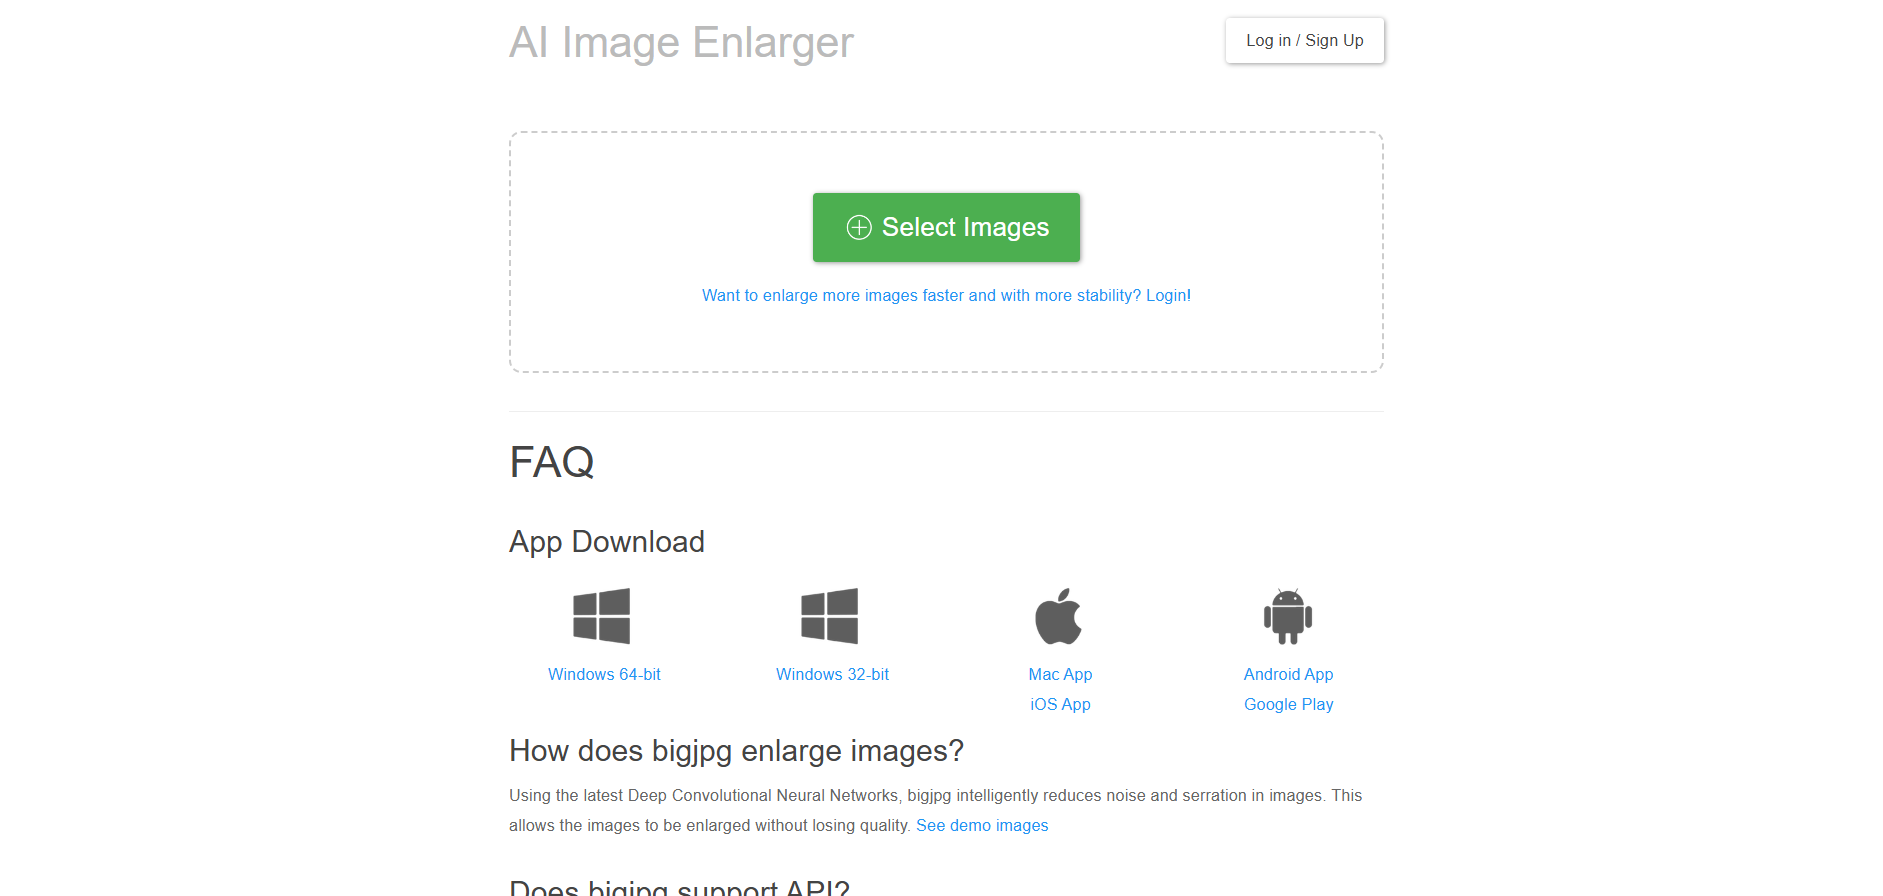 AI Image Enlarger
Log in / Sign Up
Select Images
Want to enlarge more images faster and with more stability? Login!
FAQ
App Download
Windows 64-bit
Windows 32-bit
Mac App
iOS App
Android App
Google Play
How does bigjpg enlarge images?
Using the latest Deep Convolutional Neural Networks, bigjpg intelligently reduces noise and serration in images. This
allows the images to be enlarged without losing quality. See demo images
Does bigjpg support API?